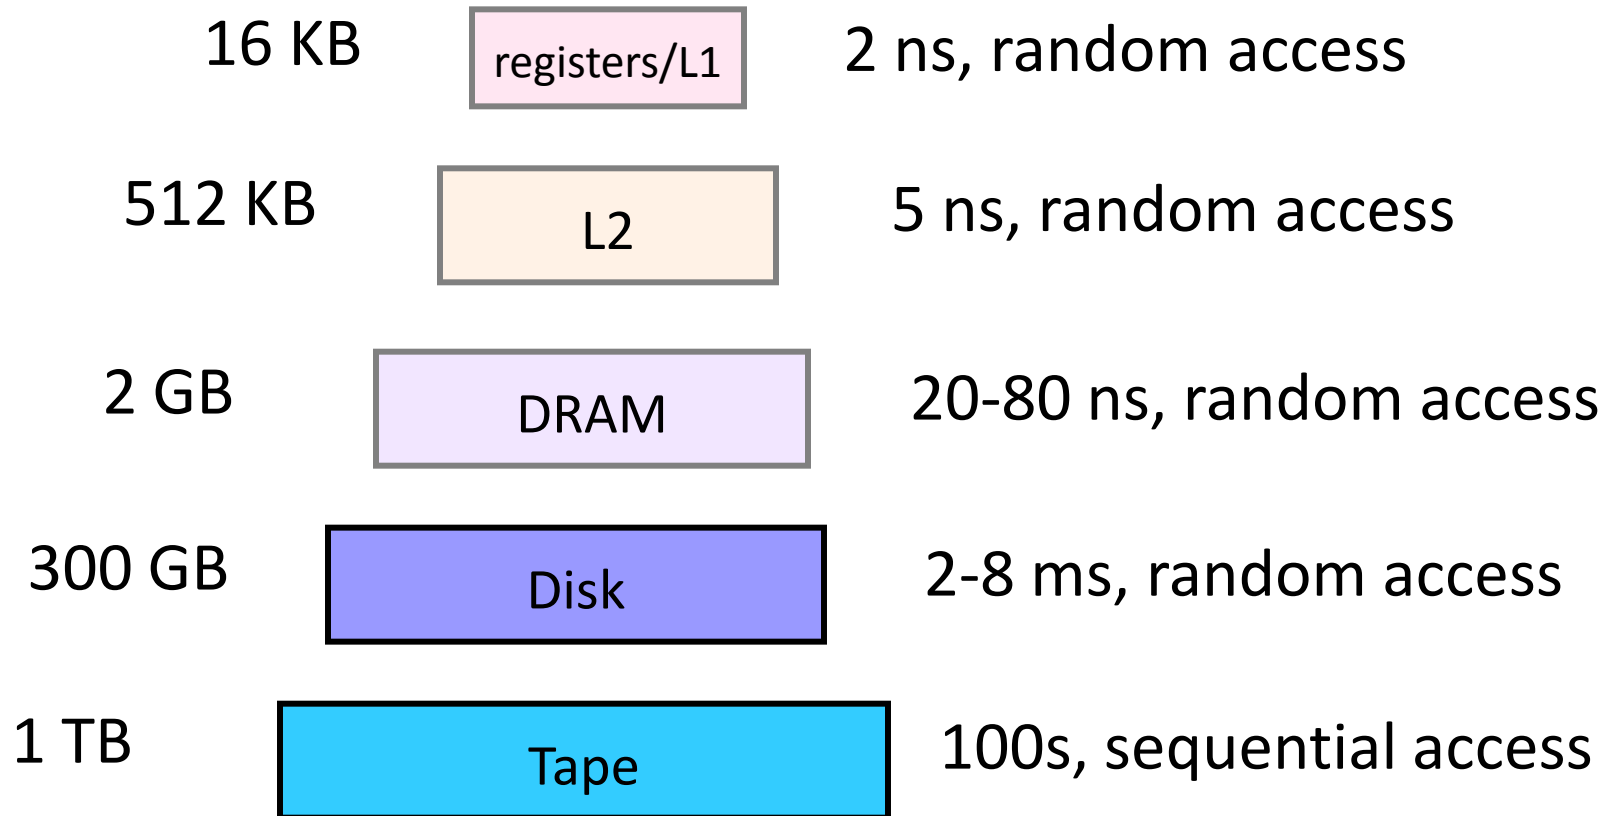 16 KB registers/L1 2 ns, random access
512 KB L2 5 ns, random access
2 GB DRAM 20-80 ns, random access
300 GB Disk 2-8 ms, random access
1 TB Tape 100s, sequential access